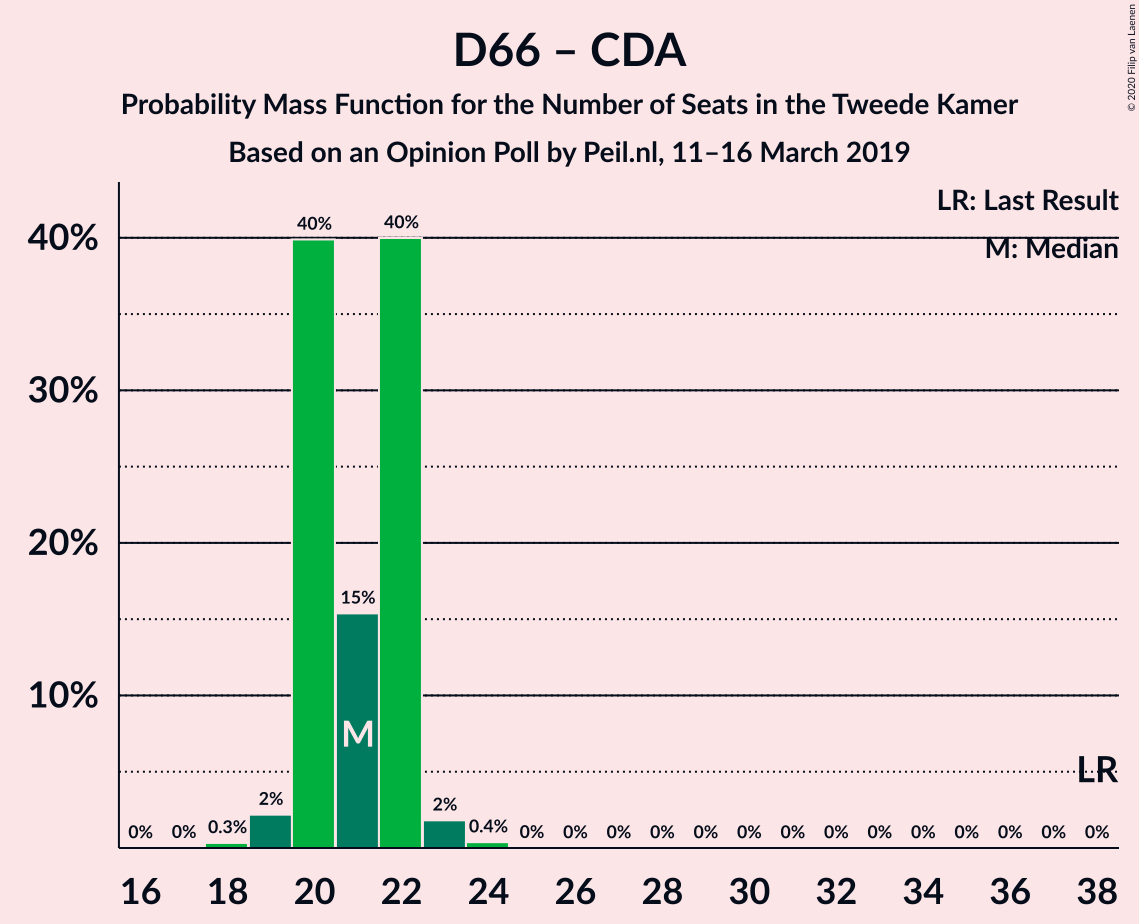 D66 – CDA
Probability Mass Function for the Number of Seats in the Tweede Kamer
Based on an Opinion Poll by Peil.nl, 11–16 March 2019
© 2020 Filip van Laenen
LR: Last Result
M: Median
40%
30%
20%
10%
0% 0% 0.3% 2% 40% 15% 40% 2% 0.4% 0% 0% 0% 0% 0% 0% 0% 0% 0% 0% 0% 0% 0% 0%
M
LR
16 18 20 22 24 26 28 30 32 34 36 38